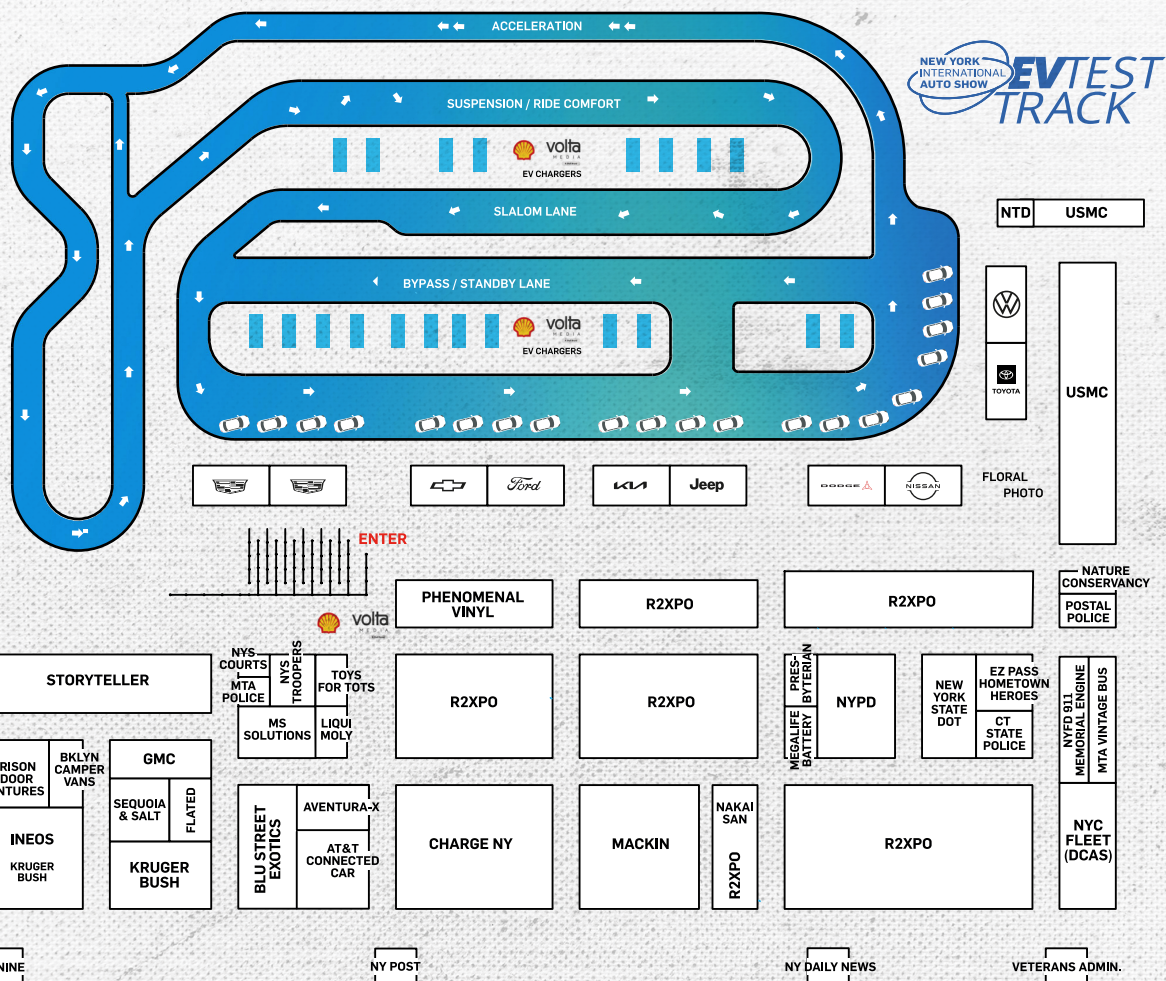 ACCELERATION
NEW YORK
INTERNATIONAL
AUTO SHOW
EVTEST
TRACK
SUSPENSION / RIDE COMFORT
volta
MEDIA
EV CHARGERS
SLALOM LANE
NTD
USMC
BYPASS / STANDBY LANE
volta
MEDIA
EV CHARGERS
TOYOTA
USMC
Ford
KIA
Jeep
DODGE
NISSAN
FLORAL
PHOTO
ENTER
PHENOMENAL
VINYL
R2XPO
R2XPO
NATURE
CONSERVANCY
POSTAL
POLICE
volta
MEDIA
STORYTELLER
NYS
COURTS
MTA
POLICE
NYS
TROOPERS
TOYS
FOR TOTS
MS
SOLUTIONS
LIQUI
MOLY
R2XPO
R2XPO
PRES-
BYTERIAN
MEGALIFE
BATTERY
NYPD
NEW
YORK
STATE
DOT
EZ PASS
HOMETOWN
HEROES
CT
STATE
POLICE
NYFD 911
MEMORIAL ENGINE
MTA VINTAGE BUS
RISON
DOOR
NTURES
BKLYN
CAMPER
VANS
GMC
SEQUOIA
& SALT
FLATED
INEOS
KRUGER
BUSH
KRUGER
BUSH
BLU STREET
EXOTICS
AVENTURA-X
AT&T
CONNECTED
CAR
CHARGE NY
MACKIN
NAKAI
SAN
R2XPO
R2XPO
NYC
FLEET
(DCAS)
NINE
NY POST
NY DAILY NEWS
VETERANS ADMIN.